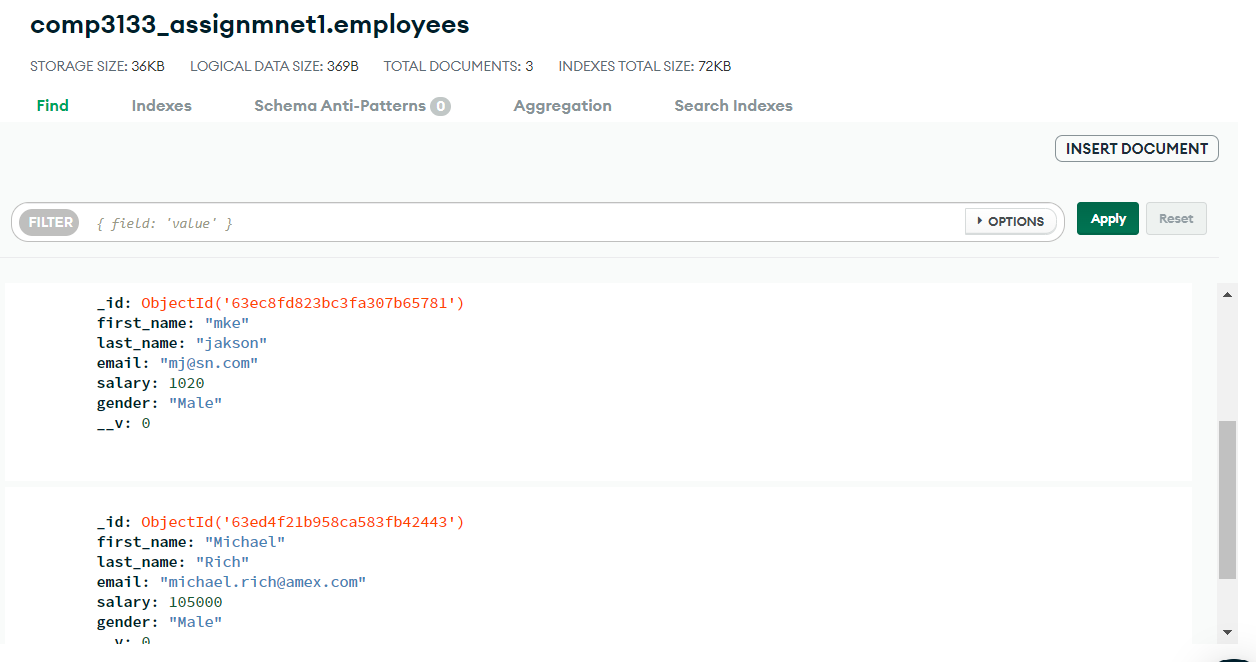 comp3133_assignmnet1.employees
STORAGE SIZE: 36KB LOGICAL DATA SIZE: 369B TOTAL DOCUMENTS: 3 INDEXES TOTAL SIZE: 72KB
Find Indexes Schema Anti-Patterns 0 Aggregation Search Indexes
INSERT DOCUMENT
FILTER { field: 'value' } OPTIONS Apply Reset
_id: ObjectId('63ec8fd823bc3fa307b65781')
first_name: "mke"
last_name: "jakson"
email: "mj@sn.com"
salary: 1020
gender: "Male"
__v: 0
_id: ObjectId('63ed4f21b958ca583fb42443')
first_name: "Michael"
last_name: "Rich"
email: "michael.rich@amex.com"
salary: 105000
gender: "Male"
__v: 0